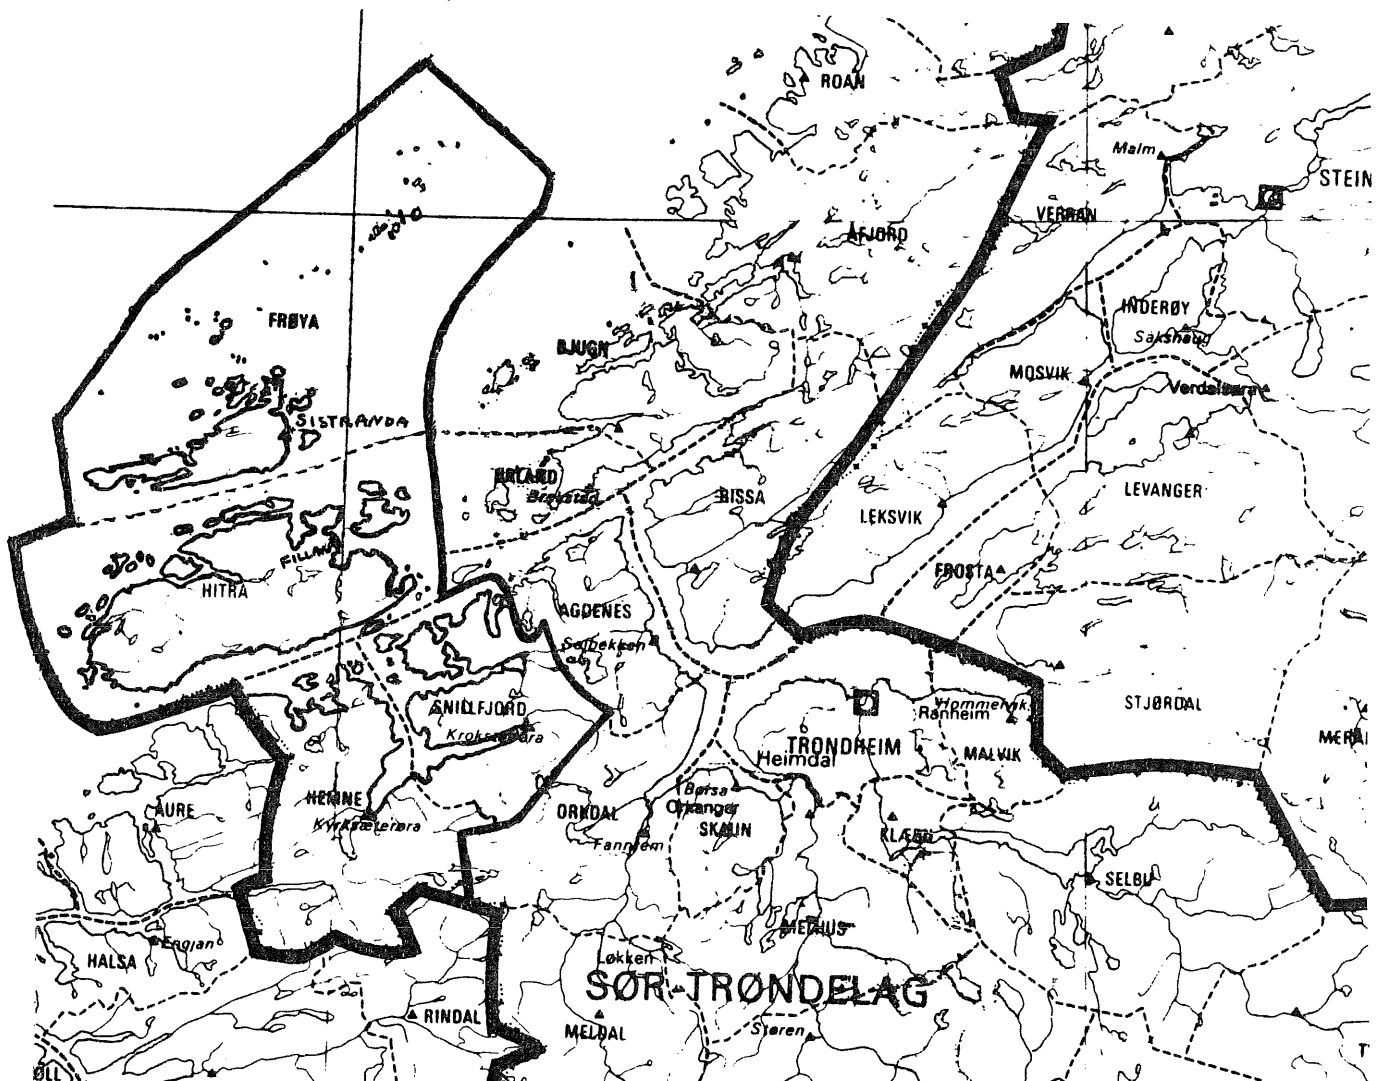 ROAN
Malm
STEIN
VERRAN
ÅFJORD
INDERØY
Sakshaug
FRØYA
BJUGN
MOSVIK
Verdalsøra
SISTRANDA
ØRLAND
Brekstad
RISSA
LEKSVIK
LEVANGER
FILLAN
HITRA
FROSTA
AGDENES
Selbekken
SNILLFJORD
Krokstadøra
Hommelvik
Ranheim
STJØRDAL
TRONDHEIM
Heimdal
MALVIK
MERÅ
HEMNE
Kyrksæterøra
AURE
ORKDAL
Børsa
Orkanger
SKAUN
Fannrem
KLÆBU
SELBU
MELHUS
Engjan
HALSA
Løkken
SØR-TRØNDELAG
RINDAL
MELDAL
Støren
T
ØLL